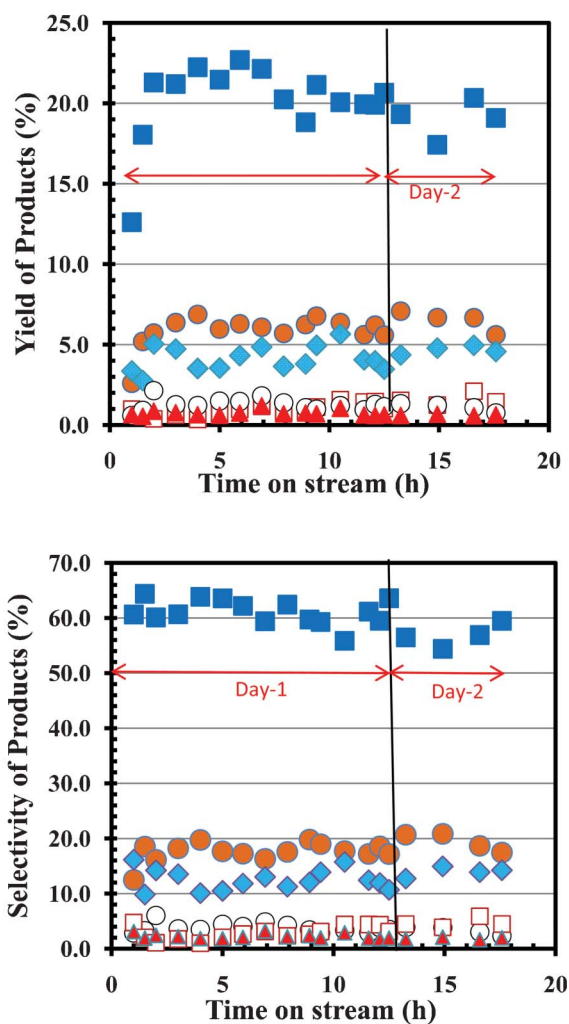 25.0
20.0
15.0
10.0
5.0
0.0
Yield of Products (%)
Day-2
0 5 10 15 20
Time on stream (h)
70.0
60.0
50.0
40.0
30.0
20.0
10.0
0.0
Selectivity of Products (%)
Day-1
Day-2
0 5 10 15 20
Time on stream (h)